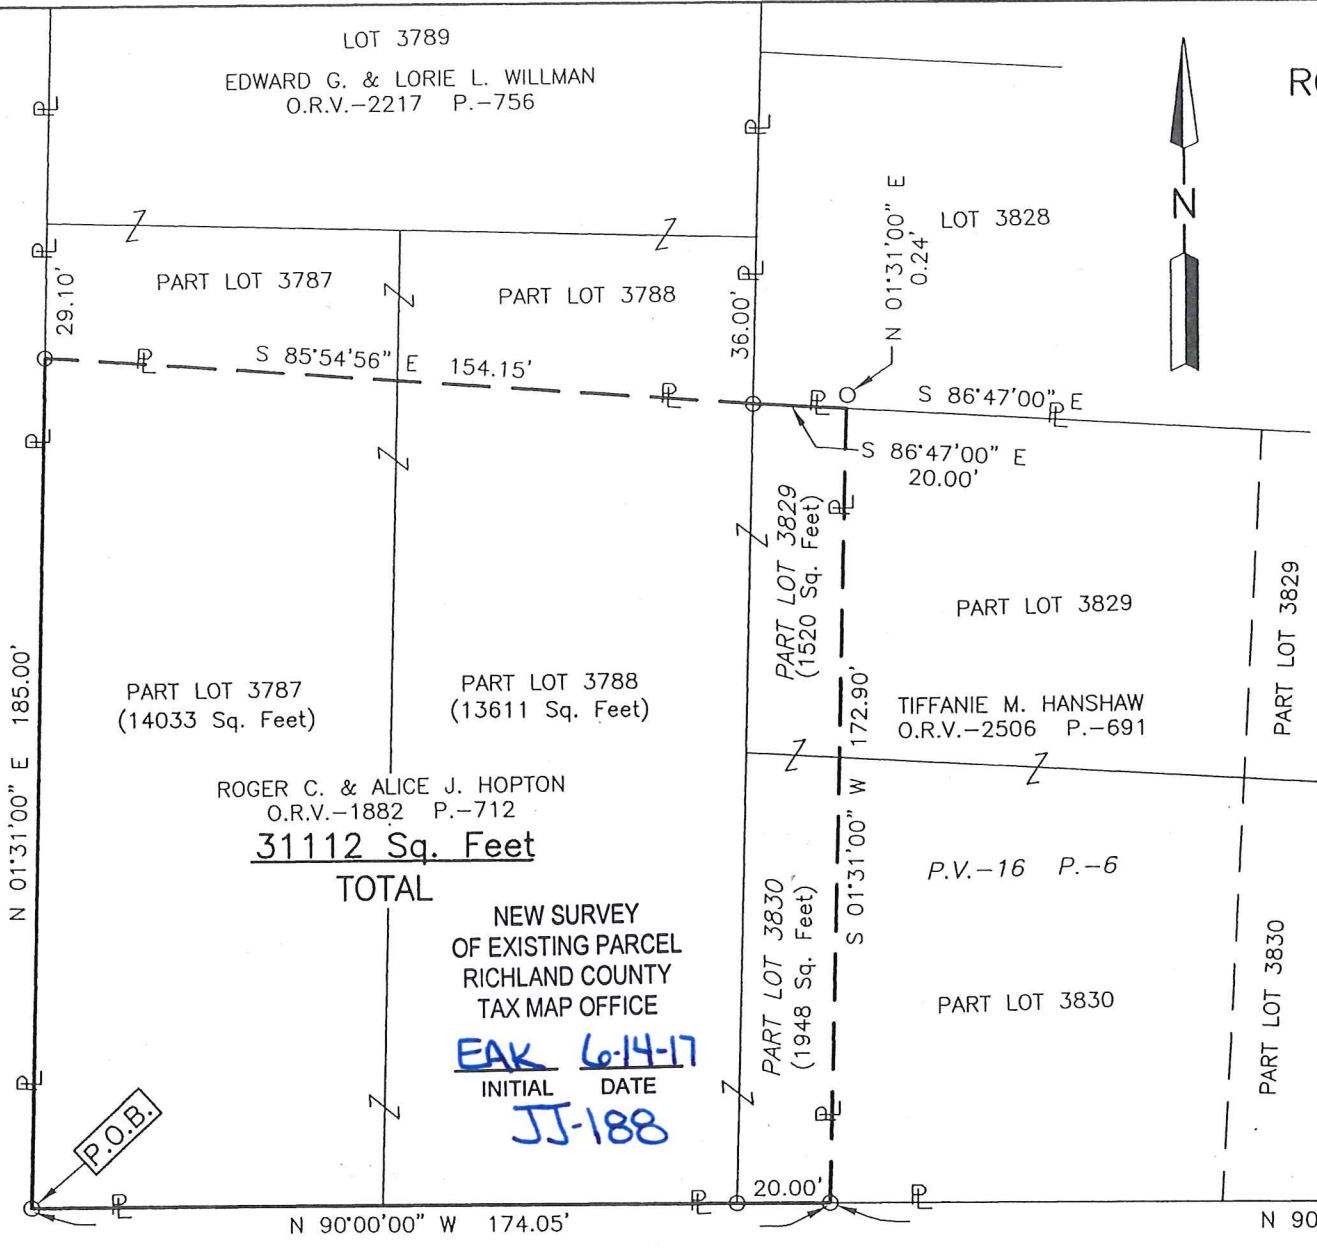 LOT 3789
EDWARD G. & LORIE L. WILLMAN
O.R.V.-2217 P.-756
N 01°31'00" E
0.24'
LOT 3828
N
29.10'
PART LOT 3787
PART LOT 3788
36.00'
S 85°54'56" E 154.15'
S 86°47'00" E
S 86°47'00" E
20.00'
PART LOT 3829
(1520 Sq. Feet)
PART LOT 3829
PART LOT 3829
N 01°31'00" E 185.00'
PART LOT 3787
(14033 Sq. Feet)
PART LOT 3788
(13611 Sq. Feet)
TIFFANIE M. HANSHAW
O.R.V.-2506 P.-691
S 01°31'00" W 172.90'
ROGER C. & ALICE J. HOPTON
O.R.V.-1882 P.-712
31112 Sq. Feet
TOTAL
P.V.-16 P.-6
PART LOT 3830
(1948 Sq. Feet)
PART LOT 3830
PART LOT 3830
NEW SURVEY
OF EXISTING PARCEL
RICHLAND COUNTY
TAX MAP OFFICE
EAK 6-14-17
INITIAL DATE
JJ-188
P.O.B.
20.00'
N 90°00'00" W 174.05'
N 90